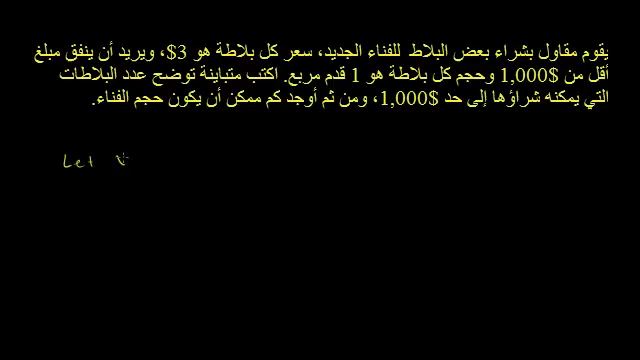 يقوم مقاول بشراء بعض البلاط للفناء الجديد، سعر كل بلاطة هو 3$، ويريد أن ينفق مبلغ
أقل من 1,000$ وحجم كل بلاطة هو 1 قدم مربع. اكتب متباينة توضح عدد البلاطات
التي يمكنه شراؤها إلى حد 1,000$، ومن ثم أوجد كم ممكن أن يكون حجم الفناء.
Let